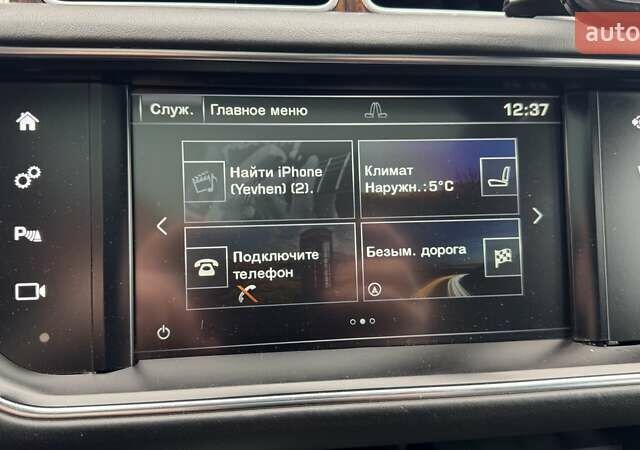 auto
Служ. Главное меню 12:37
Найти iPhone
(Yevhen) (2).
Климат
Наружн.:5°C
Подключите
телефон
Безым. дорога
P